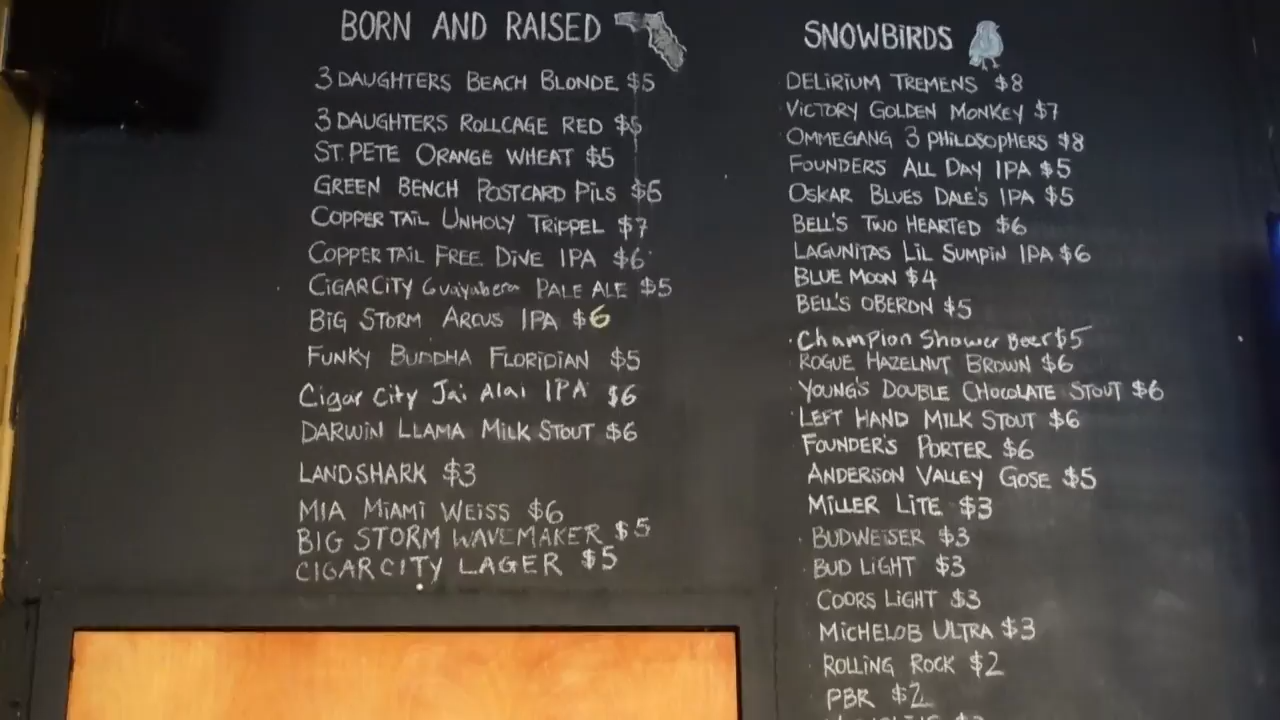 BORN AND RAISED
3 DAUGHTERS BEACH BLONDE $5
3 DAUGHTERS ROLLCAGE RED $5
ST. PETE ORANGE WHEAT $5
GREEN BENCH POSTCARD PILS $6
COPPER TAIL UNHOLY TRIPPEL $7
COPPER TAIL FREE DIVE IPA $6
CIGAR CITY Guayabera PALE ALE $5
BIG STORM ARCUS IPA $6
FUNKY BUDDHA FLORIDIAN $5
Cigar City Jai Alai IPA $6
DARWIN LLAMA MILK STOUT $6
LANDSHARK $3
MIA MIAMI WEISS $6
BIG STORM WAVEMAKER $5
CIGAR CITY LAGER $5
SNOWBIRDS
DELIRIUM TREMENS $8
VICTORY GOLDEN MONKEY $7
OMMEGANG 3 PHILOSOPHERS $8
FOUNDERS ALL DAY IPA $5
OSKAR BLUES DALE'S IPA $5
BELL'S TWO HEARTED $6
LAGUNITAS LIL SUMPIN IPA $6
BLUE MOON $4
BELL'S OBERON $5
Champion Shower Beer $5
ROGUE HAZELNUT BROWN $6
YOUNG'S DOUBLE CHOCOLATE STOUT $6
LEFT HAND MILK STOUT $6
FOUNDER'S PORTER $6
ANDERSON VALLEY GOSE $5
MILLER LITE $3
BUDWEISER $3
BUD LIGHT $3
COORS LIGHT $3
MICHELOB ULTRA $3
ROLLING ROCK $2
PBR $2